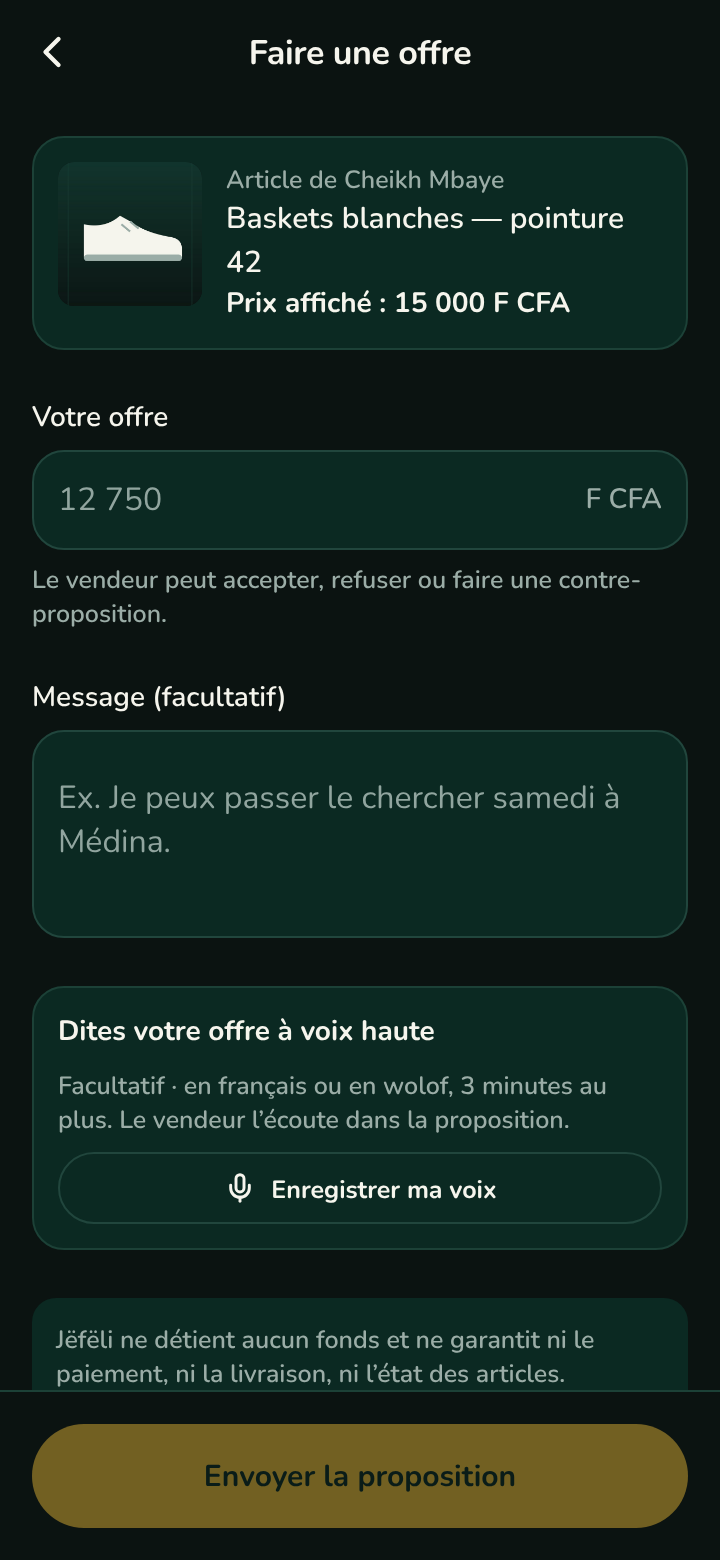 Faire une offre
Article de Cheikh Mbaye
Baskets blanches — pointure
42
Prix affiché : 15 000 F CFA
Votre offre
12 750
F CFA
Le vendeur peut accepter, refuser ou faire une contre-
proposition.
Message (facultatif)
Ex. Je peux passer le chercher samedi à
Médina.
Dites votre offre à voix haute
Facultatif · en français ou en wolof, 3 minutes au
plus. Le vendeur l’écoute dans la proposition.
Enregistrer ma voix
Jëfëli ne détient aucun fonds et ne garantit ni le
paiement, ni la livraison, ni l’état des articles.
Envoyer la proposition